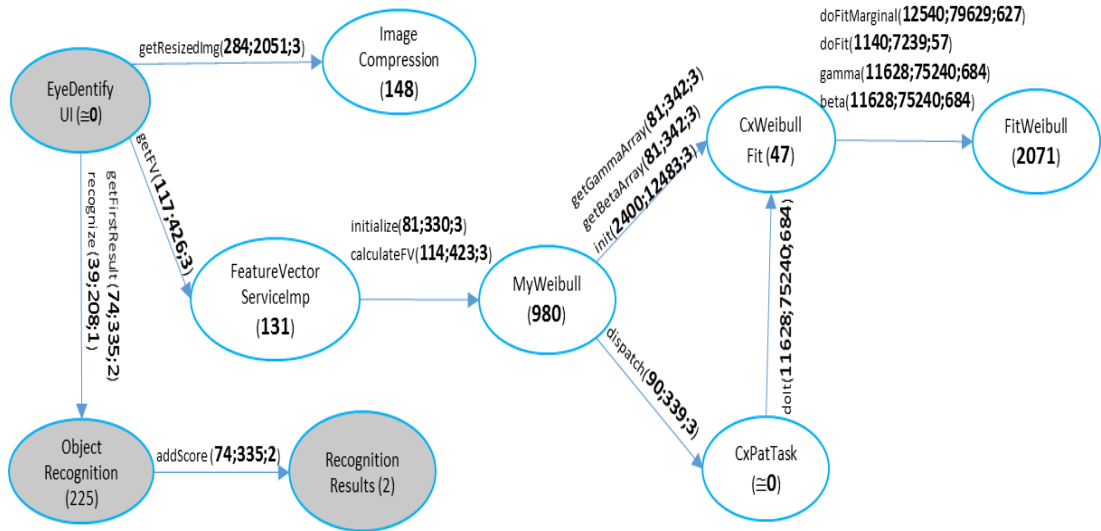 getResizedImg(284;2051;3)
EyeDentify
UI (≅0)
Image
Compression
(148)
getFV(117;426;3)
getFirstResult (74;335;2)
recognize (39;208;1)
FeatureVector
ServiceImp
(131)
initialize(81;330;3)
calculateFV(114;423;3)
MyWeibull
(980)
getGammaArray(81;342;3)
getBetaArray(81;342;3)
init(2400;12483;3)
CxWeibull
Fit (47)
doFitMarginal(12540;79629;627)
doFit(1140;7239;57)
gamma(11628;75240;684)
beta(11628;75240;684)
FitWeibull
(2071)
dispatch(90;339;3)
doIt(11628;75240;684)
CxPatTask
(≅0)
Object
Recognition
(225)
addScore (74;335;2)
Recognition
Results (2)